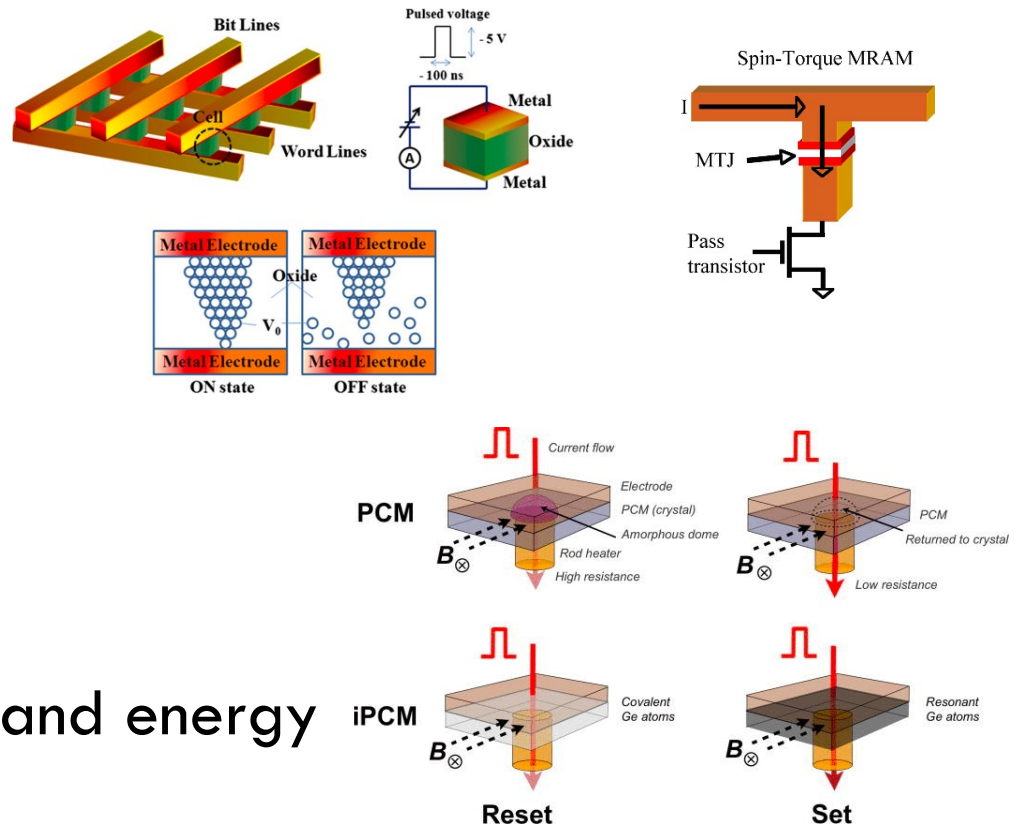 Bit Lines
Cell
Word Lines
Pulsed voltage
- 5 V
- 100 ns
Metal
Oxide
Metal
A
Spin-Torque MRAM
I
MTJ
Pass
transistor
Metal Electrode
Metal Electrode
Oxide
V₀
Metal Electrode
Metal Electrode
ON state
OFF state
PCM
Current flow
Electrode
PCM (crystal)
Amorphous dome
Rod heater
High resistance
B⊗
PCM
Returned to crystal
Low resistance
B⊗
and energy
iPCM
Covalent
Ge atoms
B⊗
Resonant
Ge atoms
B⊗
Reset
Set